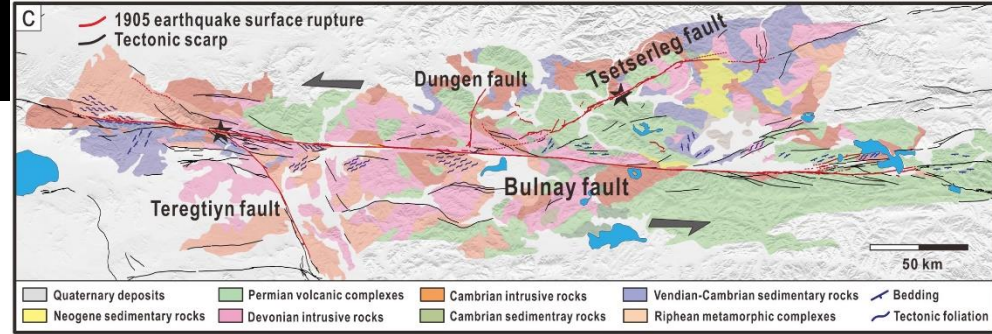 C
1905 earthquake surface rupture
Tectonic scarp
Dungen fault
Tsetserleg fault
Teregtiyn fault
Bulnay fault
50 km
Quaternary deposits
Permian volcanic complexes
Cambrian intrusive rocks
Vendian-Cambrian sedimentary rocks
Bedding
Neogene sedimentary rocks
Devonian intrusive rocks
Cambrian sedimentray rocks
Riphean metamorphic complexes
Tectonic foliation